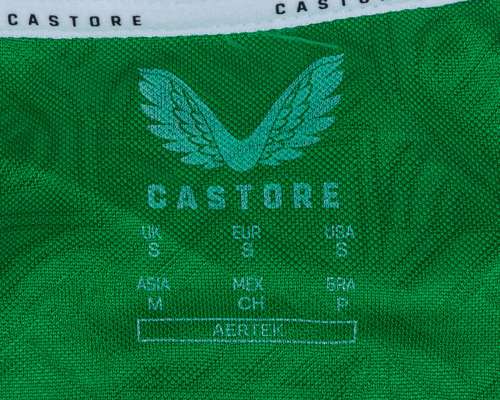 CASTORE CASTORE
CASTORE
UK EUR USA
S S S
ASIA MEX BRA
M CH P
AERTEK